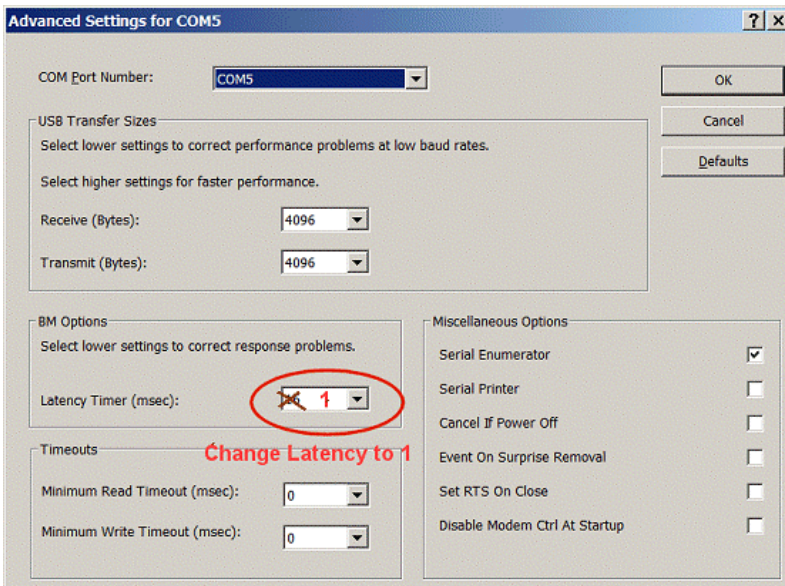 Advanced Settings for COM5
COM Port Number:
COM5
OK
Cancel
Defaults
USB Transfer Sizes
Select lower settings to correct performance problems at low baud rates.
Select higher settings for faster performance.
Receive (Bytes):
4096
Transmit (Bytes):
4096
BM Options
Select lower settings to correct response problems.
Latency Timer (msec):
16 1
Change Latency to 1
Timeouts
Minimum Read Timeout (msec):
0
Minimum Write Timeout (msec):
0
Miscellaneous Options
Serial Enumerator
Serial Printer
Cancel If Power Off
Event On Surprise Removal
Set RTS On Close
Disable Modem Ctrl At Startup